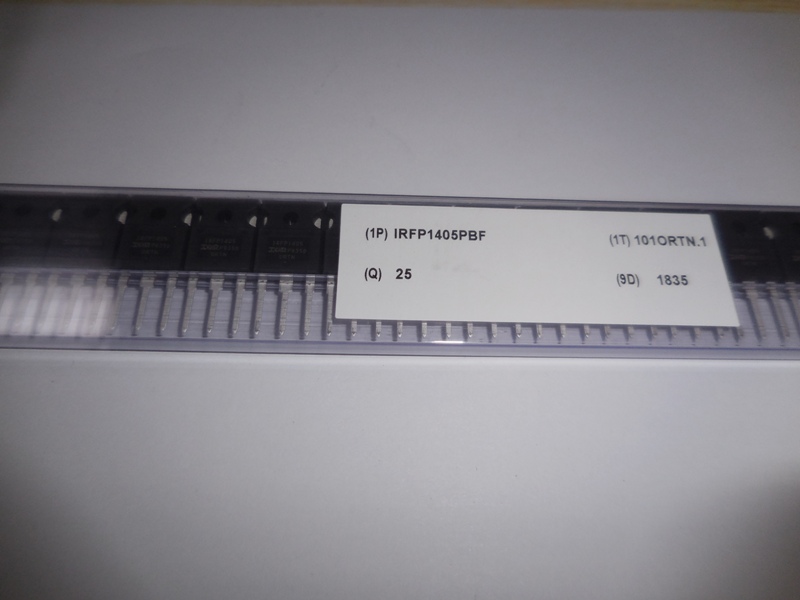 (1P) IRFP1405PBF
(1T) 101ORTN.1
(Q) 25
(9D) 1835